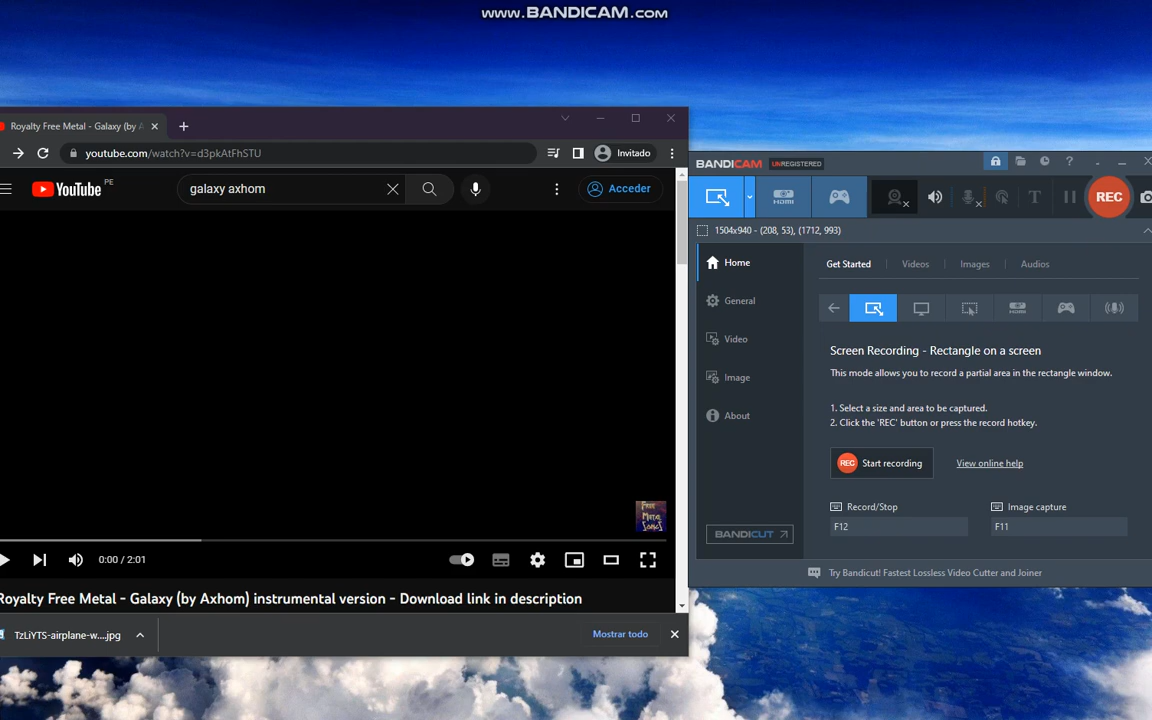 www.BANDICAM.com
Royalty Free Metal - Galaxy (by A
youtube.com/watch?v=d3pkAtFhSTU
Invitado
YouTube PE
galaxy axhom
Acceder
FREE METAL SONGS
0:00 / 2:01
Royalty Free Metal - Galaxy (by Axhom) instrumental version - Download link in description
TzLiYTS-airplane-w....jpg
Mostrar todo
BANDICAM UNREGISTERED
HDMI
REC
1504x940 - (208, 53), (1712, 993)
Home
General
Video
Image
About
BANDICUT
Get Started
Videos
Images
Audios
HDMI
Screen Recording - Rectangle on a screen
This mode allows you to record a partial area in the rectangle window.
1. Select a size and area to be captured.
2. Click the 'REC' button or press the record hotkey.
REC Start recording
View online help
Record/Stop
Image capture
F12
F11
Try Bandicut! Fastest Lossless Video Cutter and Joiner